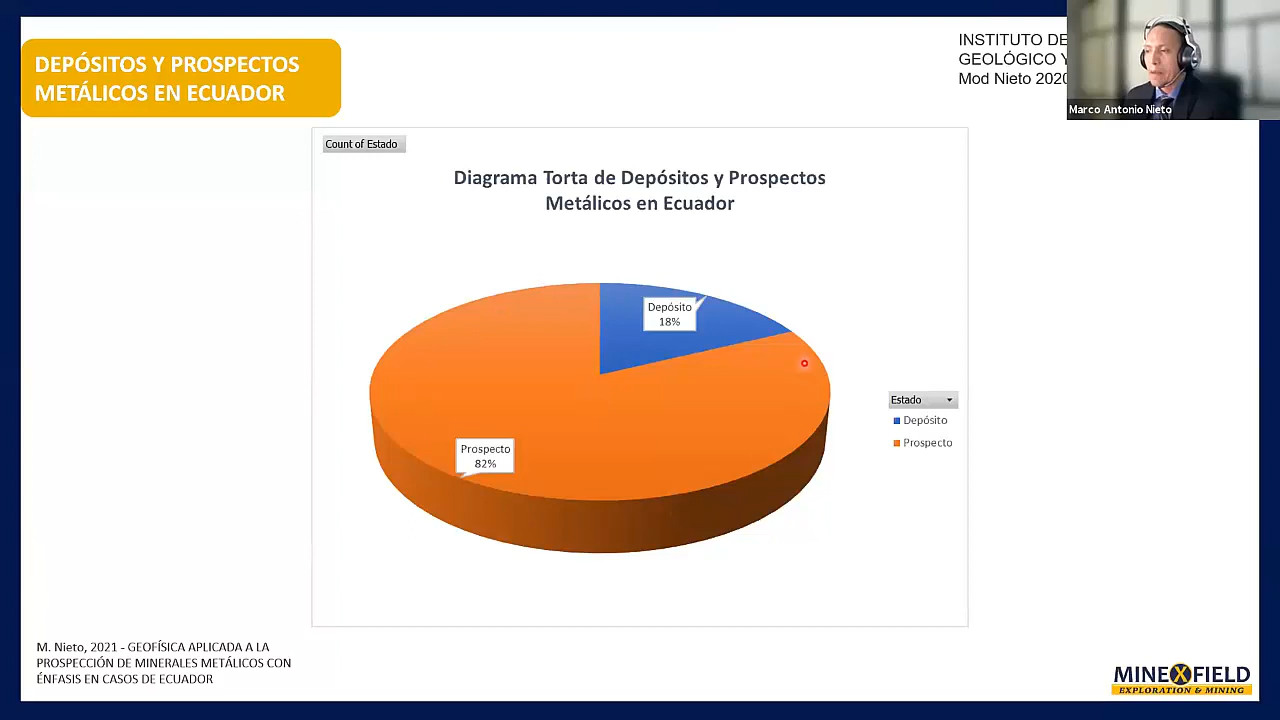 DEPÓSITOS Y PROSPECTOS
METÁLICOS EN ECUADOR
INSTITUTO DE
GEOLÓGICO Y
Mod Nieto 2020
Marco Antonio Nieto
Count of Estado
Diagrama Torta de Depósitos y Prospectos
Metálicos en Ecuador
Depósito
18%
Prospecto
82%
Estado
Depósito
Prospecto
M. Nieto, 2021 - GEOFÍSICA APLICADA A LA
PROSPECCIÓN DE MINERALES METÁLICOS CON
ÉNFASIS EN CASOS DE ECUADOR
MINEXFIELD
EXPLORATION & MINING